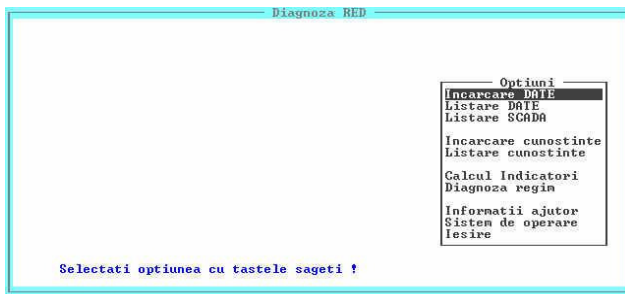 Diagnoza RED
Optiuni
Incarcare DATE
Listare DATE
Listare SCADA
Incarcare cunostinte
Listare cunostinte
Calcul Indicatori
Diagnoza regim
Informatii ajutor
Sistem de operare
Iesire
Selectati optiunea cu tastele sageti !